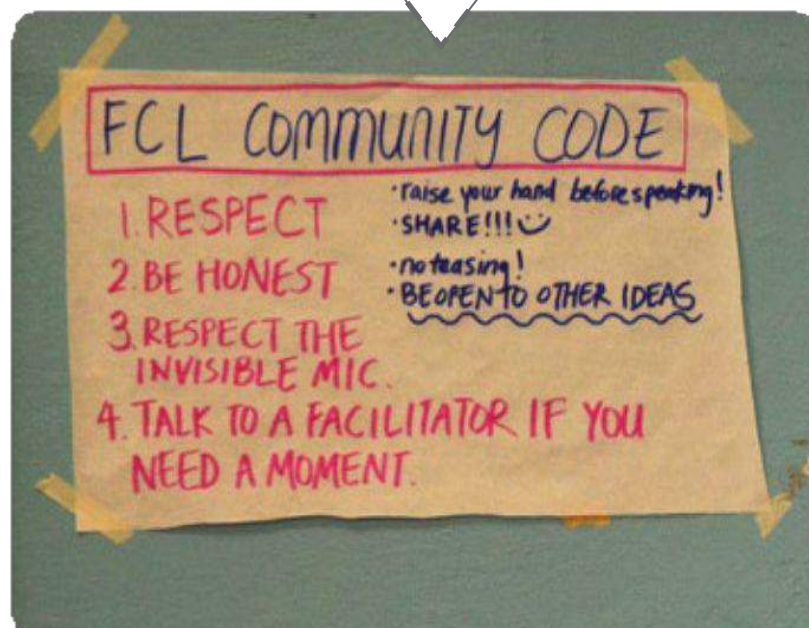 FCL COMMUNITY CODE
1. RESPECT
2. BE HONEST
3. RESPECT THE
INVISIBLE MIC.
4. TALK TO A FACILITATOR IF YOU
NEED A MOMENT.
• raise your hand before speaking!
• SHARE!!!
• no teasing!
• BE OPEN TO OTHER IDEAS